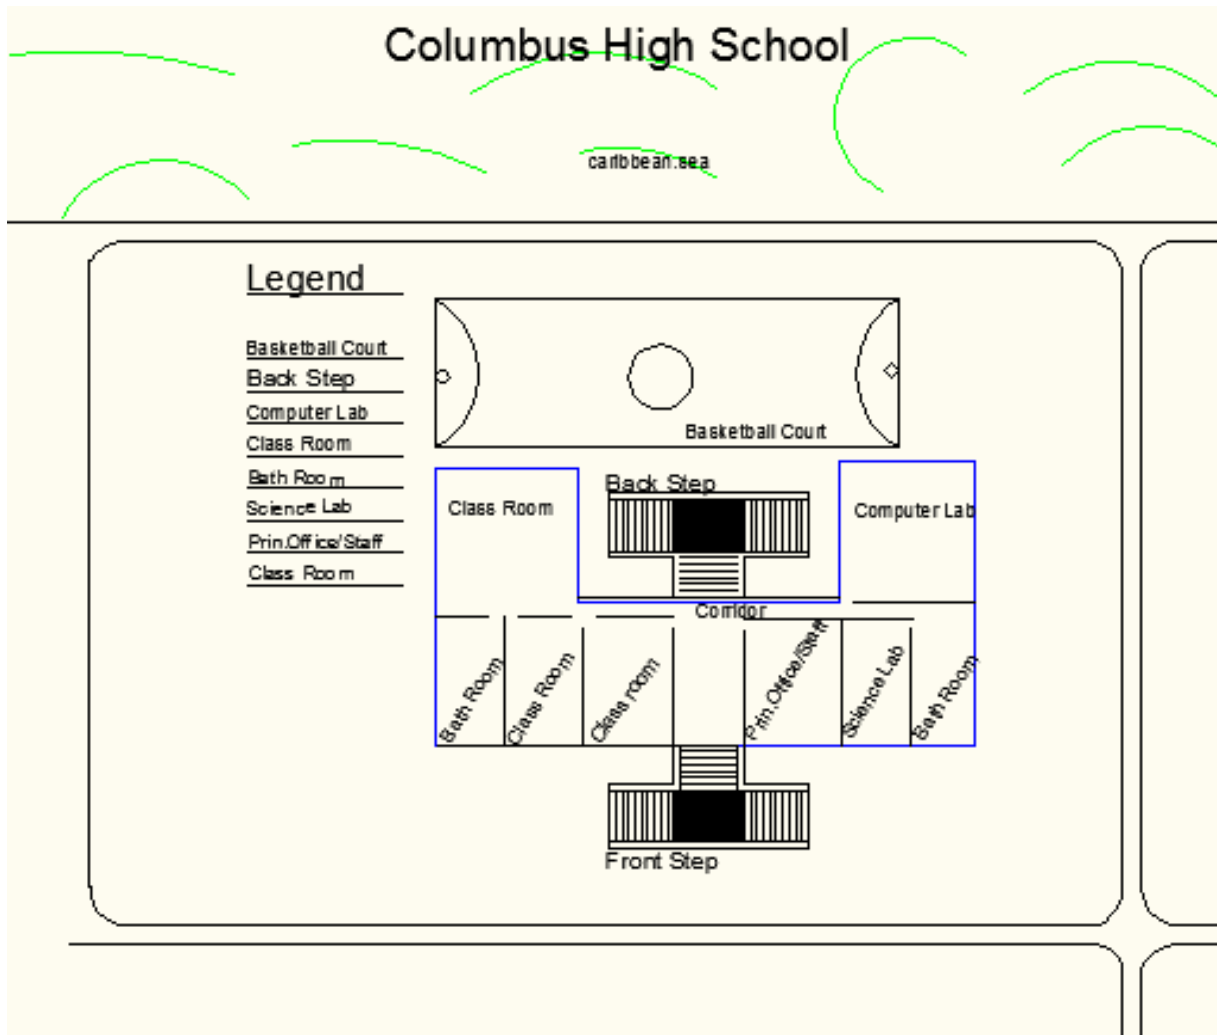 Columbus High School
caribbean.sea
Legend
Basketball Court
Back Step
Computer Lab
Class Room
Bath Room
Science Lab
Prin.Office/Staff
Class Room
Basketball Court
Back Step
Class Room
Computer Lab
Corridor
Bath Room
Class Room
Class room
Prin.Office/Staff
Science Lab
Bath Room
Front Step